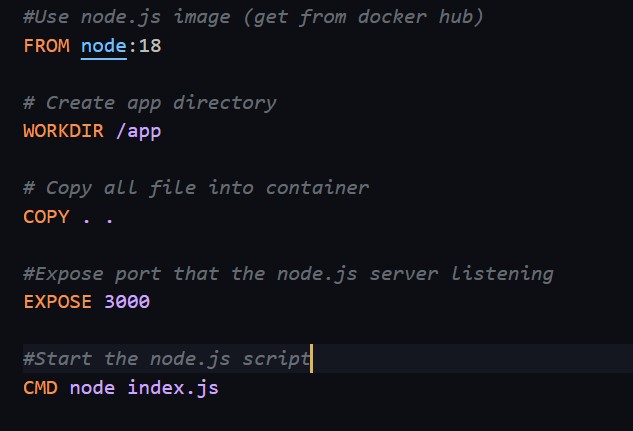 #Use node.js image (get from docker hub)
FROM node:18
# Create app directory
WORKDIR /app
# Copy all file into container
COPY . .
#Expose port that the node.js server listening
EXPOSE 3000
#Start the node.js script
CMD node index.js